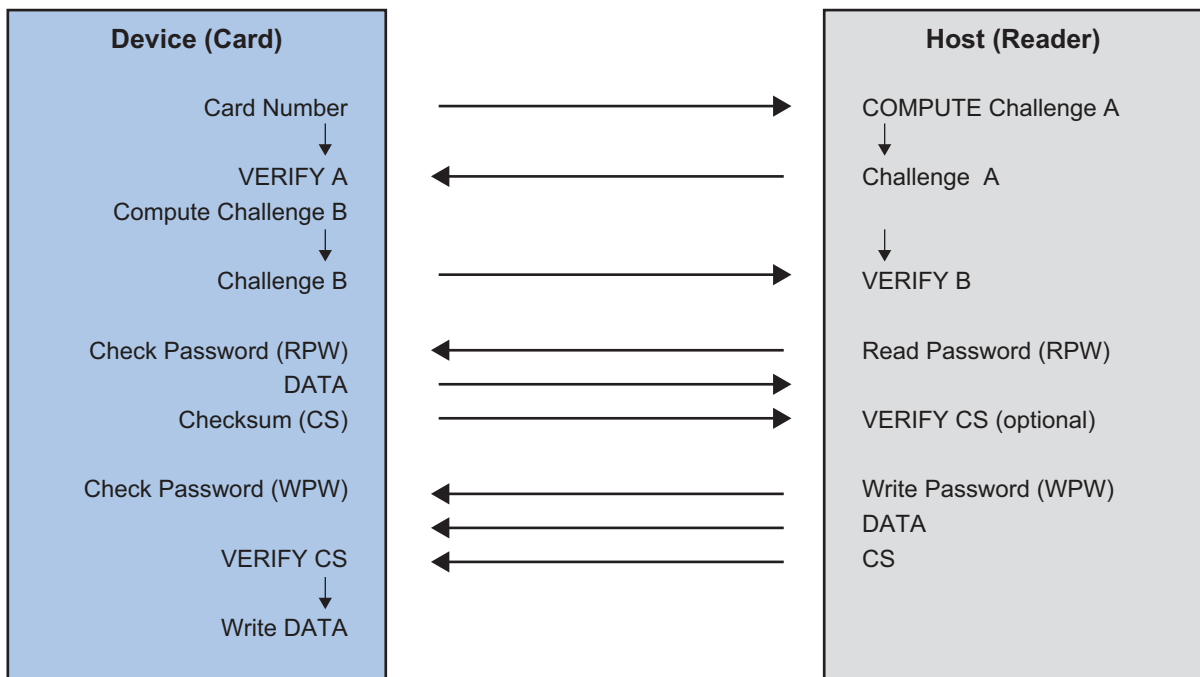 Device (Card)
Host (Reader)
Card Number
COMPUTE Challenge A
VERIFY A
Challenge A
Compute Challenge B
Challenge B
VERIFY B
Check Password (RPW)
Read Password (RPW)
DATA
Checksum (CS)
VERIFY CS (optional)
Check Password (WPW)
Write Password (WPW)
DATA
VERIFY CS
CS
Write DATA